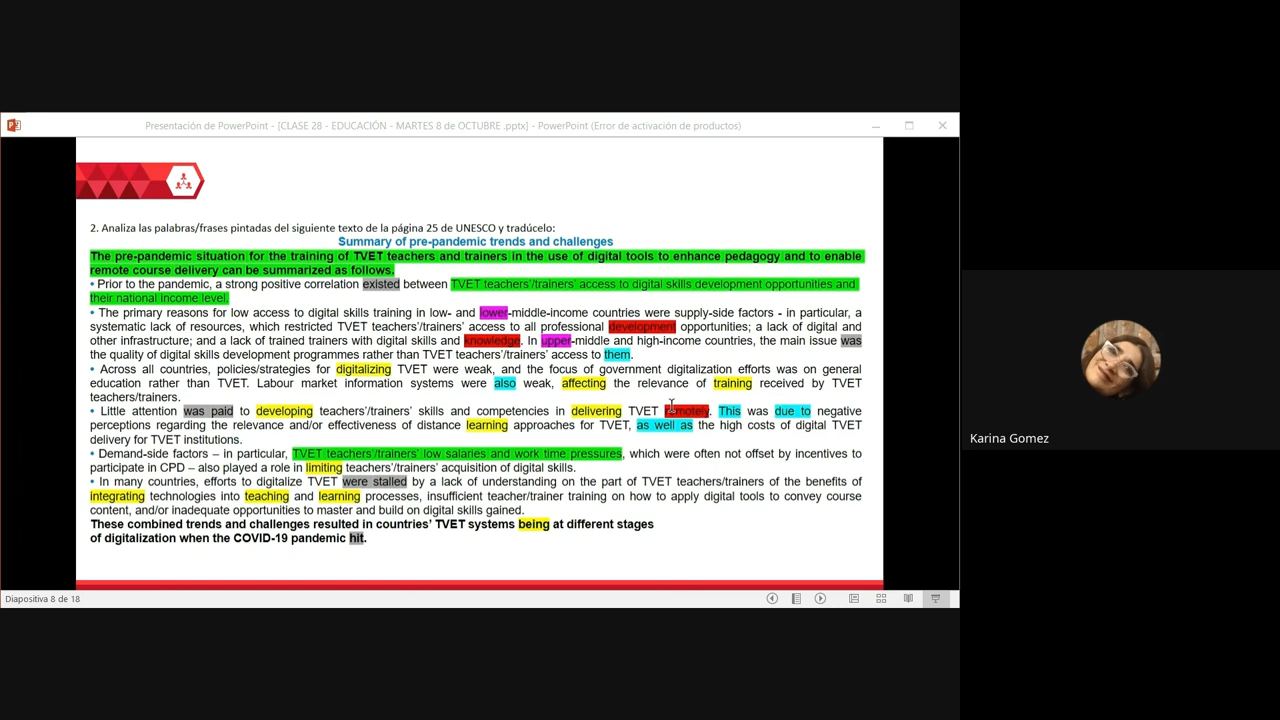 Presentación de PowerPoint - [CLASE 28 - EDUCACIÓN - MARTES 8 de OCTUBRE .pptx] - PowerPoint (Error de activación de productos)
2. Analiza las palabras/frases pintadas del siguiente texto de la página 25 de UNESCO y tradúcelo:
Summary of pre-pandemic trends and challenges
The pre-pandemic situation for the training of TVET teachers and trainers in the use of digital tools to enhance pedagogy and to enable
remote course delivery can be summarized as follows.
• Prior to the pandemic, a strong positive correlation existed between TVET teachers'/trainers' access to digital skills development opportunities and
their national income level.
• The primary reasons for low access to digital skills training in low- and lower-middle-income countries were supply-side factors - in particular, a
systematic lack of resources, which restricted TVET teachers'/trainers' access to all professional development opportunities; a lack of digital and
other infrastructure; and a lack of trained trainers with digital skills and knowledge. In upper-middle and high-income countries, the main issue was
the quality of digital skills development programmes rather than TVET teachers'/trainers' access to them.
• Across all countries, policies/strategies for digitalizing TVET were weak, and the focus of government digitalization efforts was on general
education rather than TVET. Labour market information systems were also weak, affecting the relevance of training received by TVET
teachers/trainers.
• Little attention was paid to developing teachers'/trainers' skills and competencies in delivering TVET remotely. This was due to negative
perceptions regarding the relevance and/or effectiveness of distance learning approaches for TVET, as well as the high costs of digital TVET
delivery for TVET institutions.
• Demand-side factors – in particular, TVET teachers'/trainers' low salaries and work time pressures, which were often not offset by incentives to
participate in CPD – also played a role in limiting teachers'/trainers' acquisition of digital skills.
• In many countries, efforts to digitalize TVET were stalled by a lack of understanding on the part of TVET teachers/trainers of the benefits of
integrating technologies into teaching and learning processes, insufficient teacher/trainer training on how to apply digital tools to convey course
content, and/or inadequate opportunities to master and build on digital skills gained.
These combined trends and challenges resulted in countries' TVET systems being at different stages
of digitalization when the COVID-19 pandemic hit.
Diapositiva 8 de 18
Karina Gomez